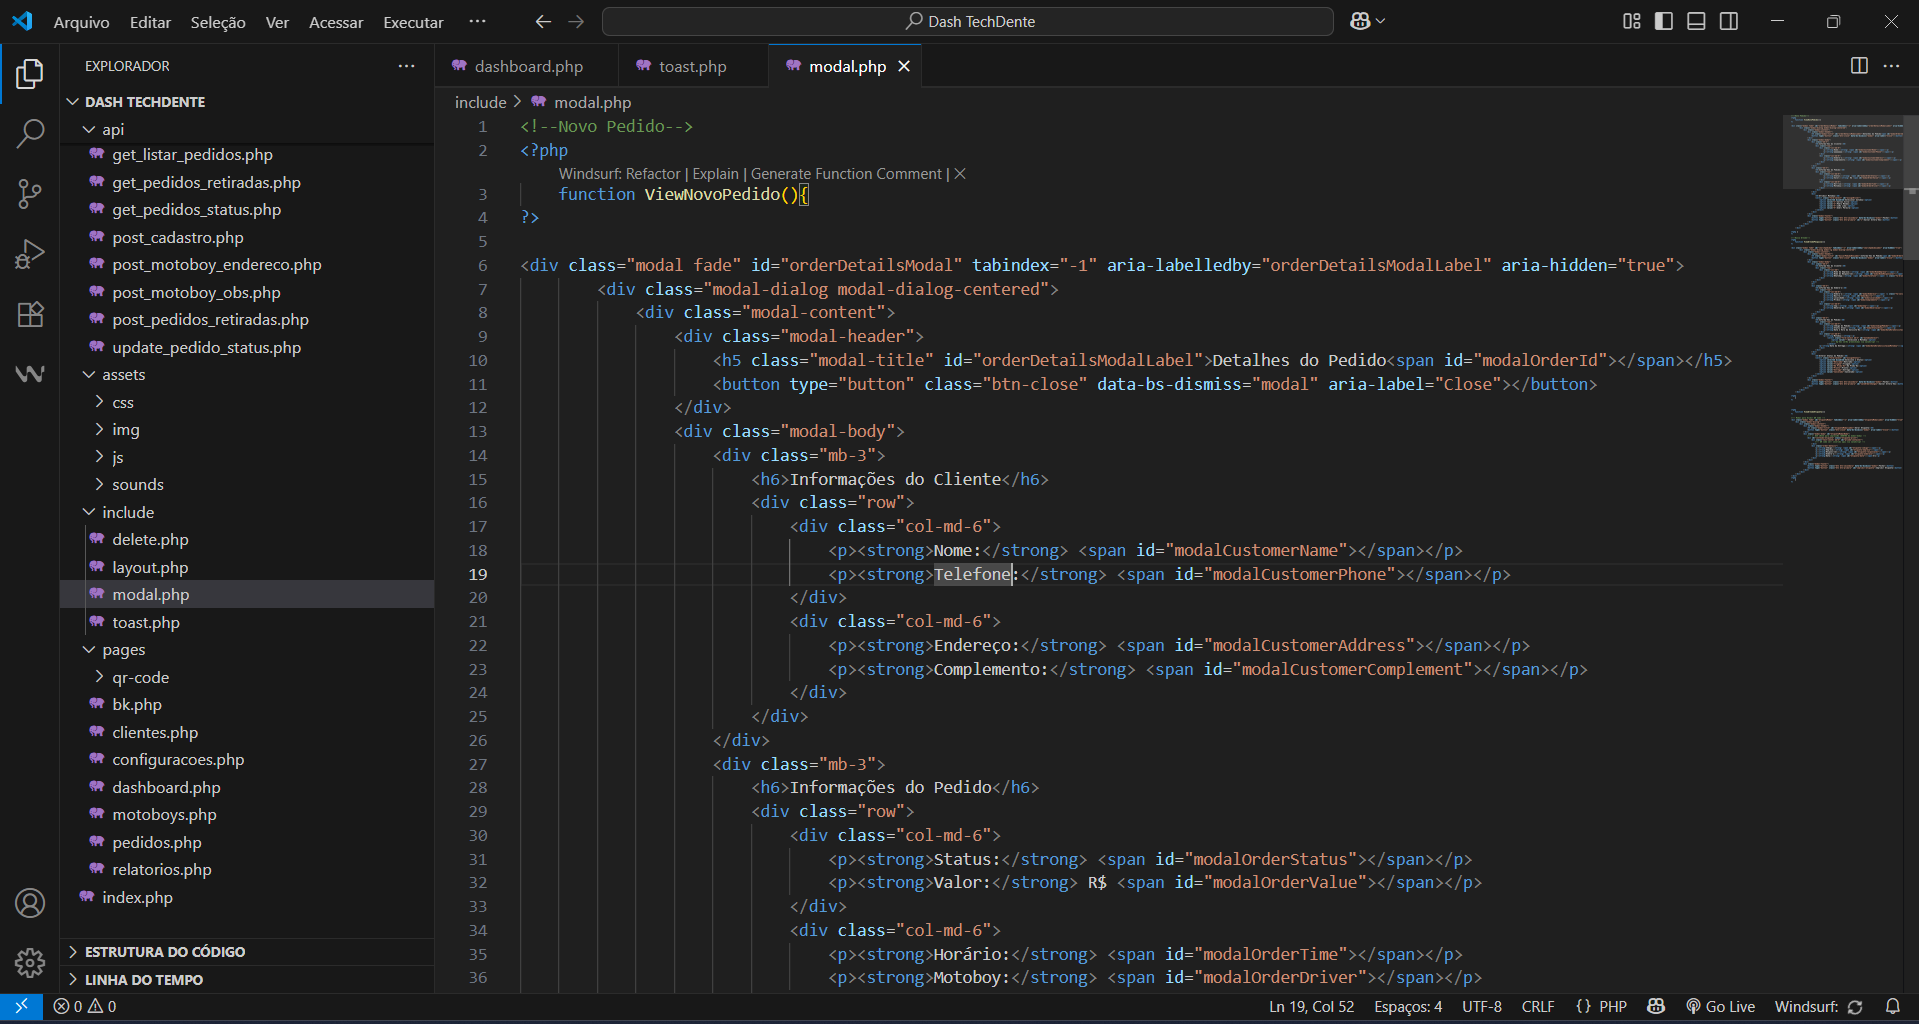 Arquivo Editar Seleção Ver Acessar Executar ··· Dash TechDente
EXPLORADOR ···
DASH TECHDENTE
api
get_listar_pedidos.php
get_pedidos_retiradas.php
get_pedidos_status.php
post_cadastro.php
post_motoboy_endereco.php
post_motoboy_obs.php
post_pedidos_retiradas.php
update_pedido_status.php
assets
css
img
js
sounds
include
delete.php
layout.php
modal.php
toast.php
pages
qr-code
bk.php
clientes.php
configuracoes.php
dashboard.php
motoboys.php
pedidos.php
relatorios.php
index.php
ESTRUTURA DO CÓDIGO
LINHA DO TEMPO
dashboard.php toast.php modal.php
include > modal.php
1 <!--Novo Pedido-->
2 <?php
Windsurf: Refactor | Explain | Generate Function Comment | ✕
3 function ViewNovoPedido(){
4 ?>
5
6 <div class="modal fade" id="orderDetailsModal" tabindex="-1" aria-labelledby="orderDetailsModalLabel" aria-hidden="true">
7 <div class="modal-dialog modal-dialog-centered">
8 <div class="modal-content">
9 <div class="modal-header">
10 <h5 class="modal-title" id="orderDetailsModalLabel">Detalhes do Pedido<span id="modalOrderId"></span></h5>
11 <button type="button" class="btn-close" data-bs-dismiss="modal" aria-label="Close"></button>
12 </div>
13 <div class="modal-body">
14 <div class="mb-3">
15 <h6>Informações do Cliente</h6>
16 <div class="row">
17 <div class="col-md-6">
18 <p><strong>Nome:</strong> <span id="modalCustomerName"></span></p>
19 <p><strong>Telefone:</strong> <span id="modalCustomerPhone"></span></p>
20 </div>
21 <div class="col-md-6">
22 <p><strong>Endereço:</strong> <span id="modalCustomerAddress"></span></p>
23 <p><strong>Complemento:</strong> <span id="modalCustomerComplement"></span></p>
24 </div>
25 </div>
26 </div>
27 <div class="mb-3">
28 <h6>Informações do Pedido</h6>
29 <div class="row">
30 <div class="col-md-6">
31 <p><strong>Status:</strong> <span id="modalOrderStatus"></span></p>
32 <p><strong>Valor:</strong> R$ <span id="modalOrderValue"></span></p>
33 </div>
34 <div class="col-md-6">
35 <p><strong>Horário:</strong> <span id="modalOrderTime"></span></p>
36 <p><strong>Motoboy:</strong> <span id="modalOrderDriver"></span></p>
0 0 Ln 19, Col 52 Espaços: 4 UTF-8 CRLF {} PHP Go Live Windsurf: